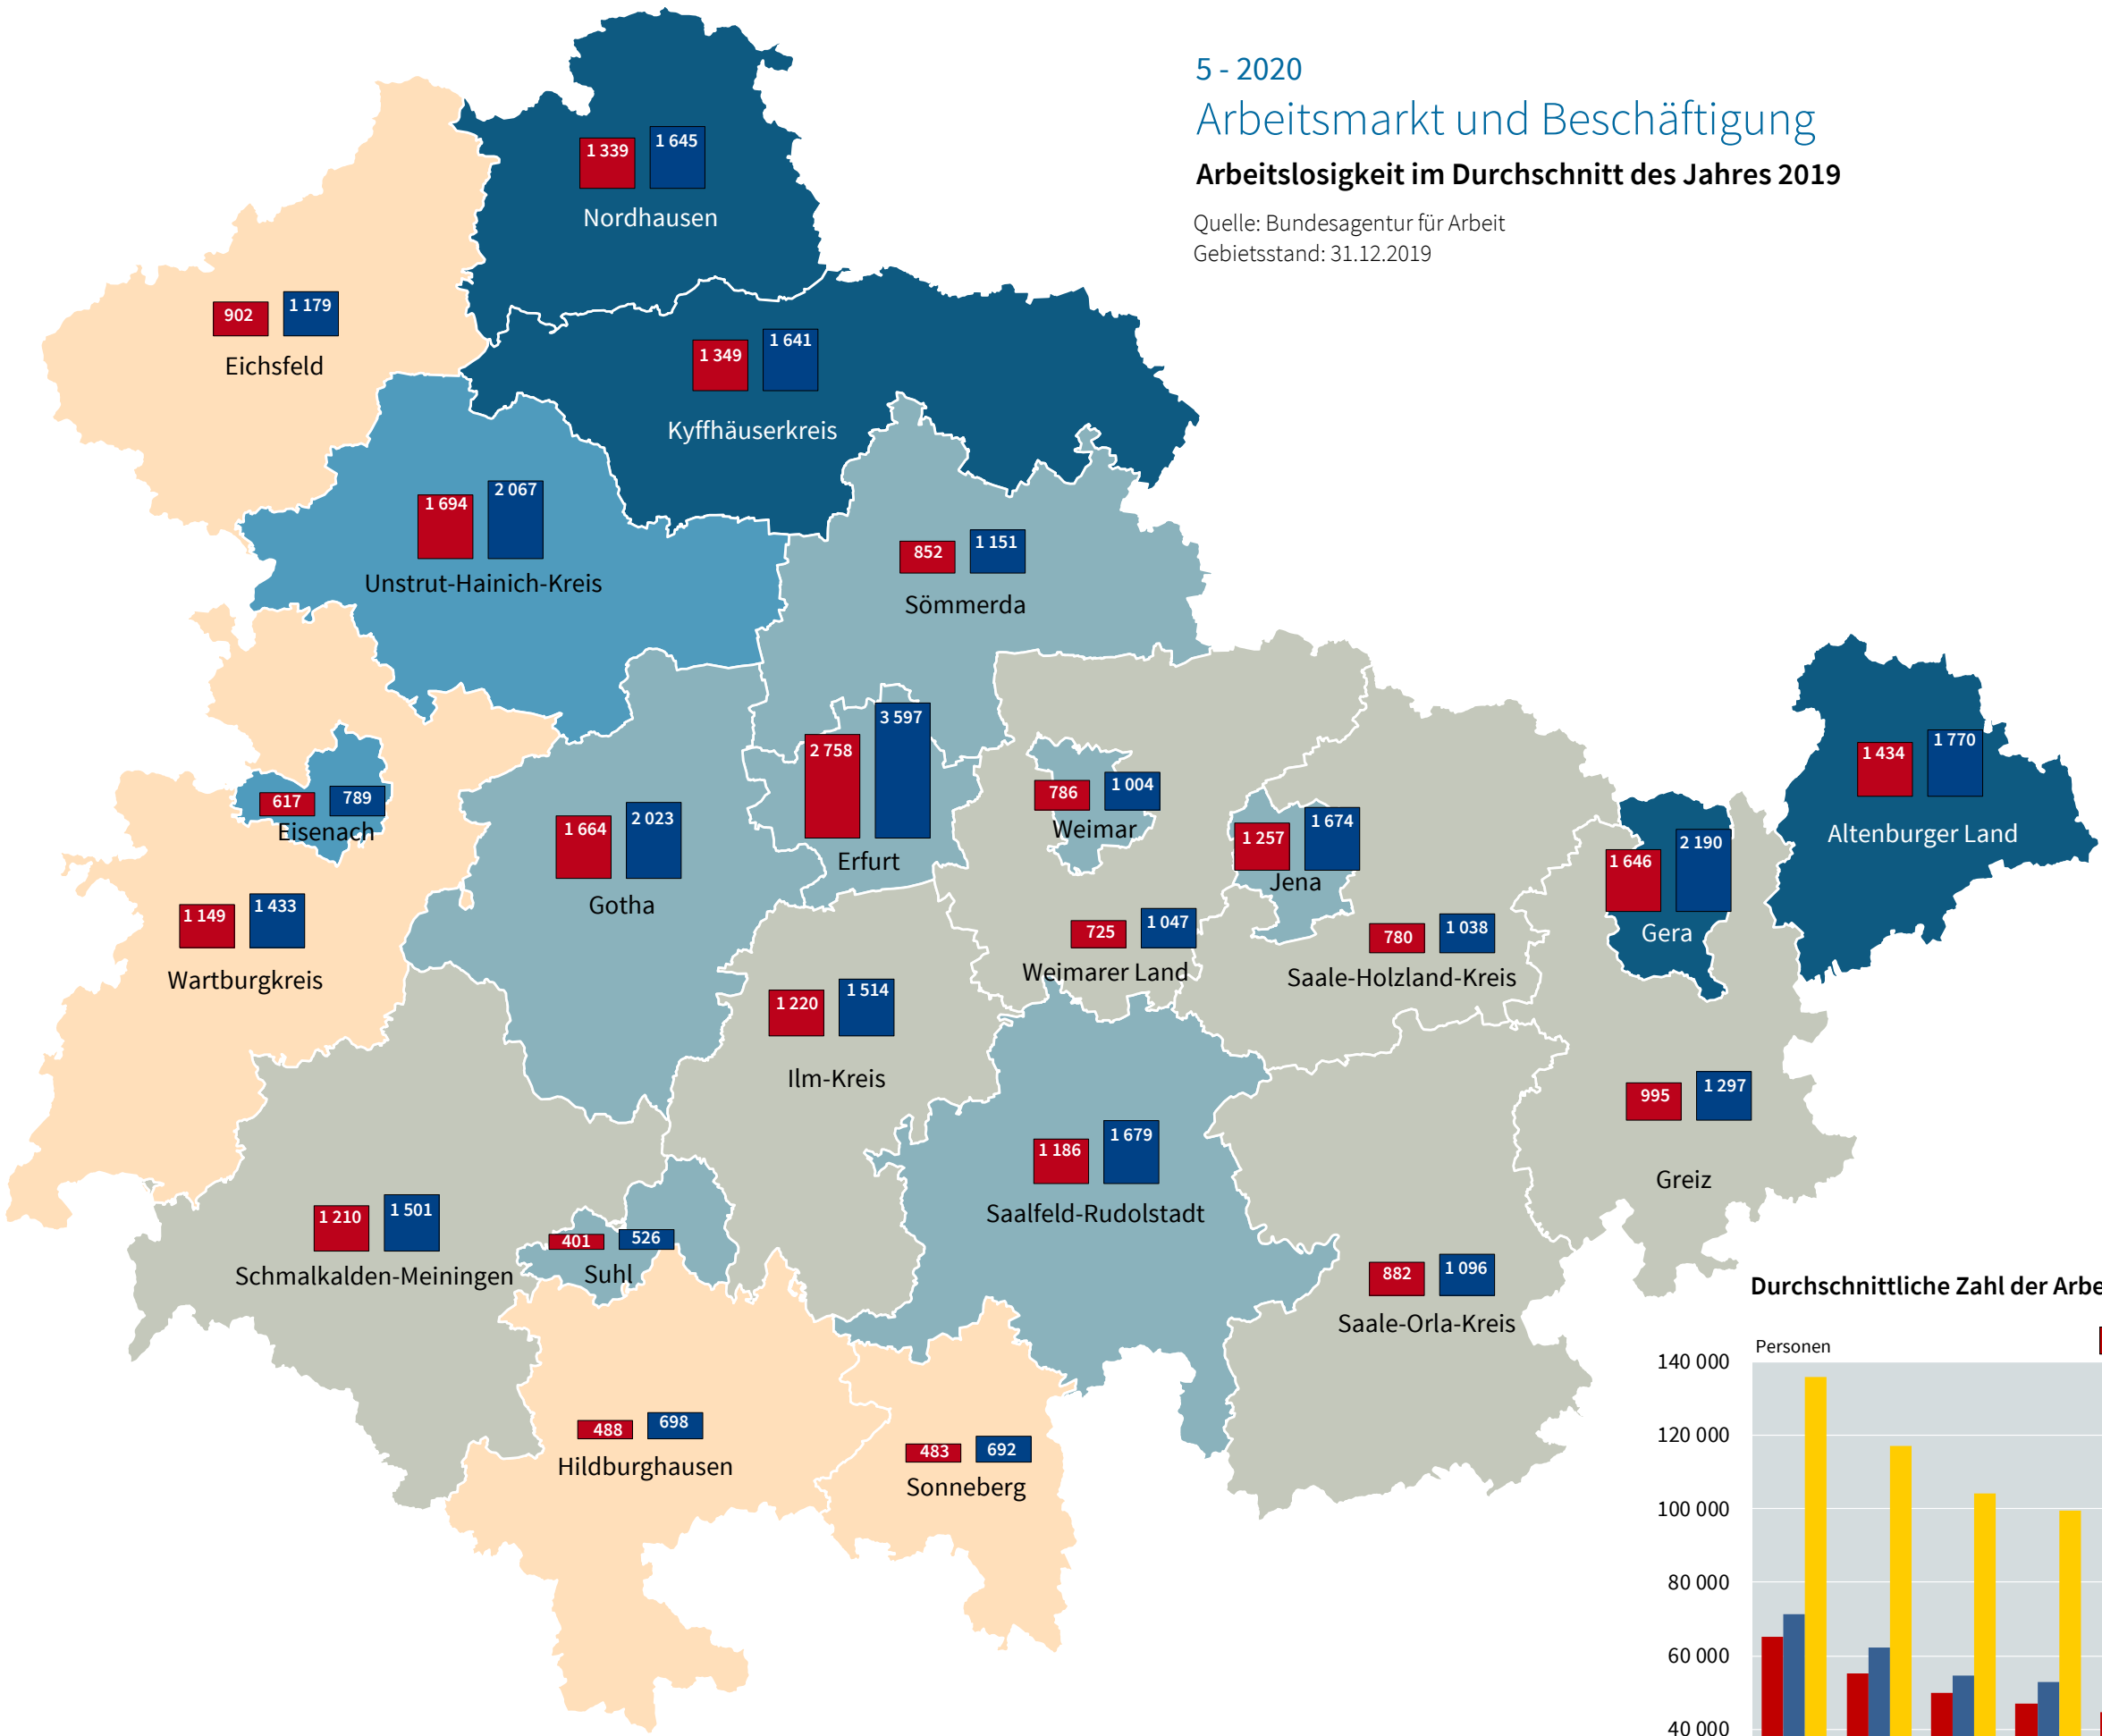 5 - 2020
Arbeitsmarkt und Beschäftigung
Arbeitslosigkeit im Durchschnitt des Jahres 2019
Quelle: Bundesagentur für Arbeit
Gebietsstand: 31.12.2019
1 339
1 645
Nordhausen
902
1 179
Eichsfeld
1 349
1 641
Kyffhäuserkreis
1 694
2 067
Unstrut-Hainich-Kreis
852
1 151
Sömmerda
617
789
Eisenach
1 664
2 023
Gotha
2 758
3 597
Erfurt
786
1 004
Weimar
1 257
1 674
Jena
1 646
2 190
Gera
1 434
1 770
Altenburger Land
1 149
1 433
Wartburgkreis
725
1 047
Weimarer Land
780
1 038
Saale-Holzland-Kreis
1 220
1 514
Ilm-Kreis
995
1 297
Greiz
1 186
1 679
Saalfeld-Rudolstadt
1 210
1 501
Schmalkalden-Meiningen
401
526
Suhl
882
1 096
Saale-Orla-Kreis
488
698
Hildburghausen
483
692
Sonneberg
Durchschnittliche Zahl der Arbe
Personen
140 000
120 000
100 000
80 000
60 000
40 000